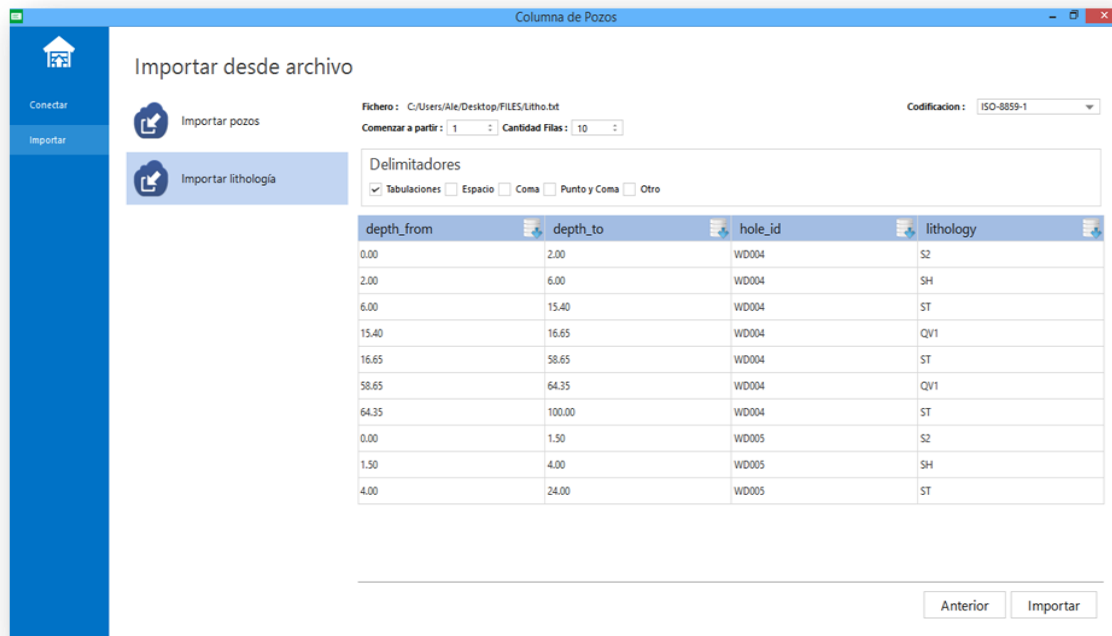 Columna de Pozos
Conectar
Importar
Importar desde archivo
Importar pozos
Importar lithología
Fichero : C:/Users/Ale/Desktop/FILES/Litho.txt
Codificacion : ISO-8859-1
Comenzar a partir : 1 Cantidad Filas : 10
Delimitadores
Tabulaciones Espacio Coma Punto y Coma Otro
depth_from depth_to hole_id lithology
0.00 2.00 WD004 S2
2.00 6.00 WD004 SH
6.00 15.40 WD004 ST
15.40 16.65 WD004 QV1
16.65 58.65 WD004 ST
58.65 64.35 WD004 QV1
64.35 100.00 WD004 ST
0.00 1.50 WD005 S2
1.50 4.00 WD005 SH
4.00 24.00 WD005 ST
Anterior Importar